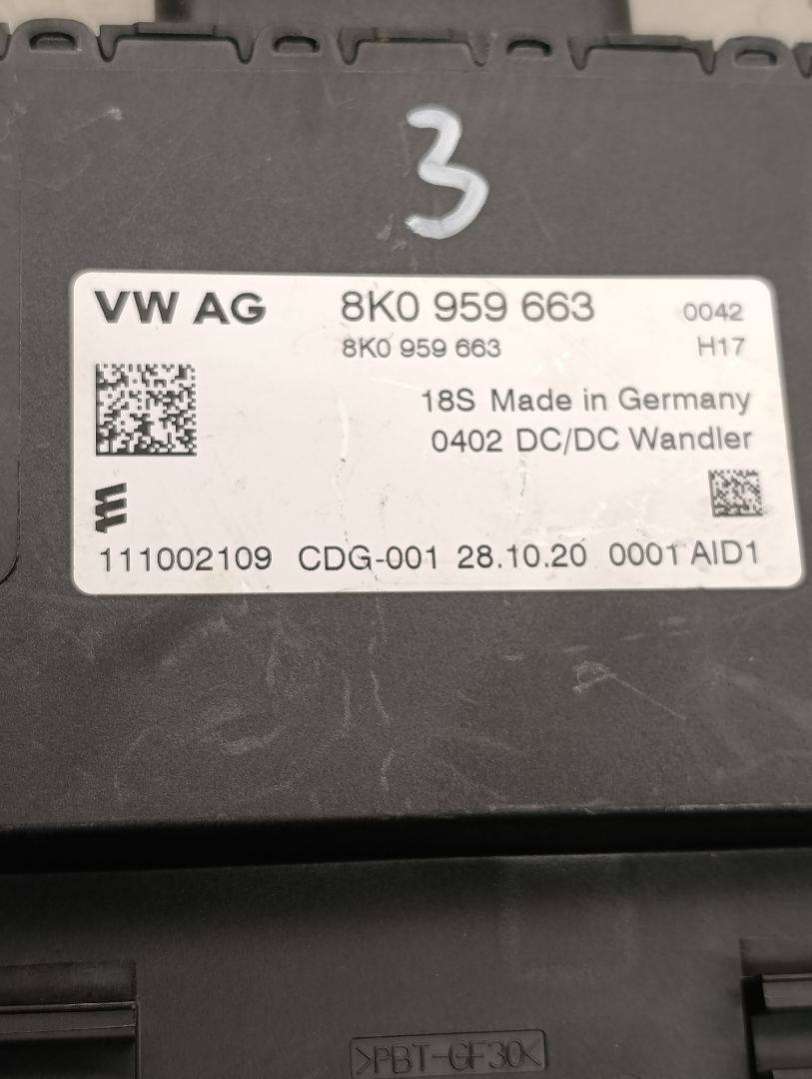 3
VW AG 8K0 959 663 0042
8K0 959 663 H17
18S Made in Germany
0402 DC/DC Wandler
111002109 CDG-001 28.10.20 0001 AID1
>PBT-GF30<